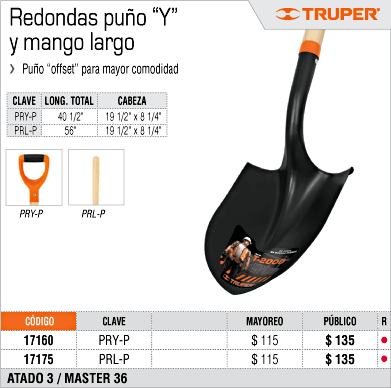 Redondas puño “Y”
y mango largo
TRUPER®
Puño “offset” para mayor comodidad
CLAVE LONG. TOTAL CABEZA
PRY-P 40 1/2" 19 1/2" x 8 1/4"
PRL-P 56" 19 1/2" x 8 1/4"
PRY-P PRL-P
T-2000
TRUPER
CÓDIGO CLAVE MAYOREO PÚBLICO R
17160 PRY-P $ 115 $ 135
17175 PRL-P $ 115 $ 135
ATADO 3 / MASTER 36